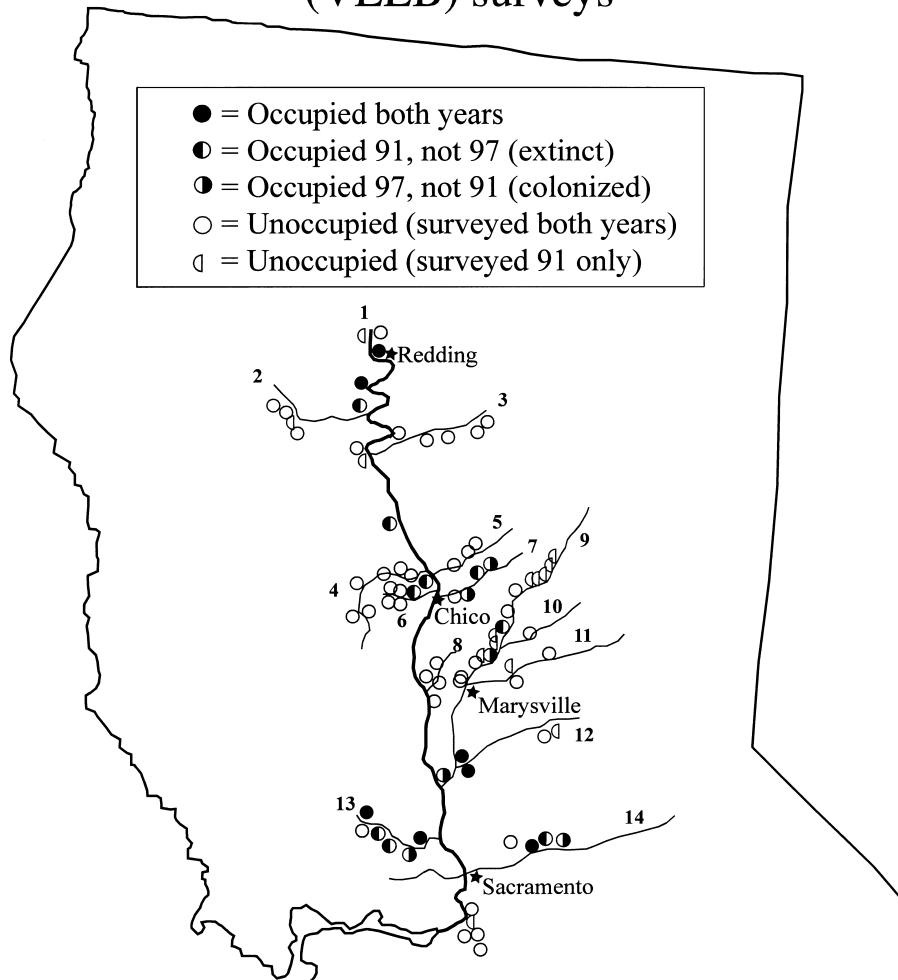 (VELB) surveys
= Occupied both years
= Occupied 91, not 97 (extinct)
= Occupied 97, not 91 (colonized)
= Unoccupied (surveyed both years)
= Unoccupied (surveyed 91 only)
1
Redding
2
3
5
7
9
4
6
Chico
10
11
8
Marysville
12
13
14
Sacramento